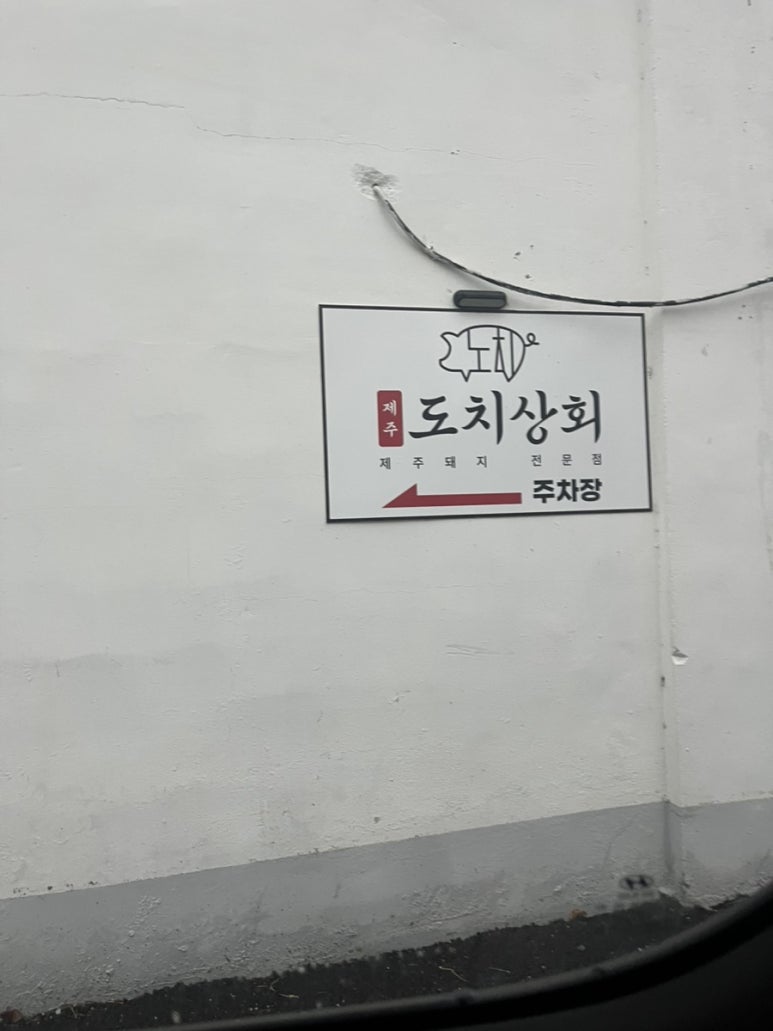 도치
제주 도치상회
제주돼지 전문점
주차장